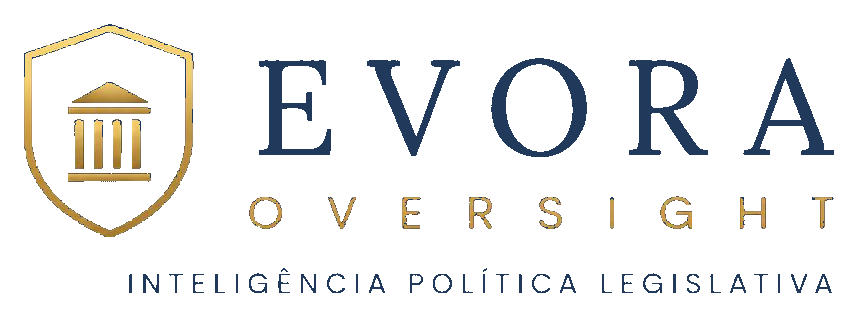 EVORA
OVERSIGHT
INTELIGÊNCIA POLÍTICA LEGISLATIVA